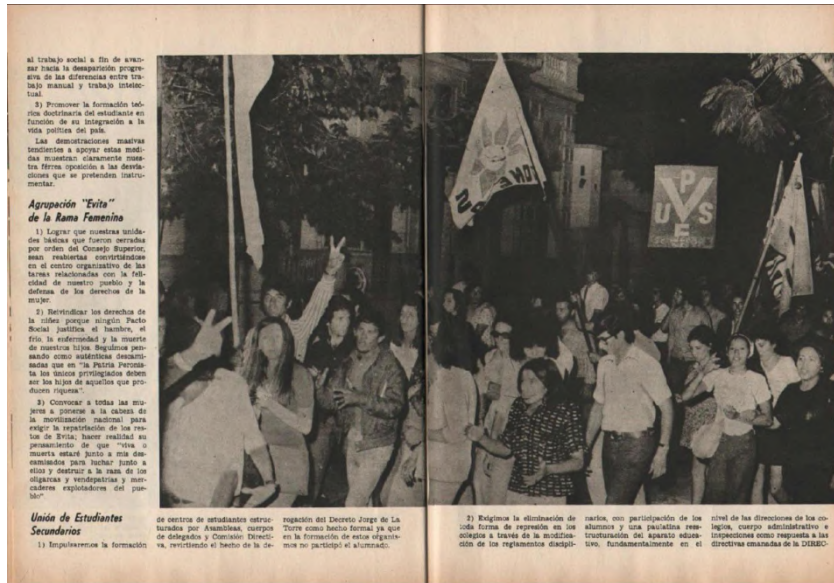 al trabajo social a fin de avan-
zar hacia la desaparición progre-
siva de las diferencias entre tra-
bajo manual y trabajo intelec-
tual.
3) Promover la formación teó-
rico doctrinaria del estudiante en
función de su integración a la
vida política del país.
Las demostraciones masivas
tendientes a apoyar estas medi-
das muestran claramente nues-
tra férrea oposición a las desvia-
ciones que se pretenden instru-
mentar.
Agrupación "Evita"
de la Rama Femenina
1) Lograr que nuestras unida-
des básicas que fueron cerradas
por orden del Consejo Superior,
sean reabiertas convirtiéndose
en el centro organizativo de las
tareas relacionadas con la feli-
cidad de nuestro pueblo y la
defensa de los derechos de la
mujer.
2) Reivindicar los derechos de
la niñez porque ningún Pacto
Social justifica el hambre, el
frío, la enfermedad y la muerte
de nuestros hijos. Seguimos pen-
sando como auténticas descami-
sadas que en "la Patria Peronis-
ta los únicos privilegiados deben
ser los hijos de aquellos que pro-
ducen riqueza".
3) Convocar a todas las mu-
jeres a ponerse a la cabeza de
la movilización nacional para
exigir la repatriación de los res-
tos de Evita; hacer realidad su
pensamiento de que "viva o
muerta estaré junto a mis des-
camisados para luchar junto a
ellos y destruir a la raza de los
oligarcas y vendepatrias y mer-
caderes explotadores del pue-
blo"
Unión de Estudiantes
Secundarios
1) Impulsaremos la formación
de centros de estudiantes estruc-
turados por Asambleas, cuerpos
de delegados y Comisión Directi-
va, revirtiendo el hecho de la de-
rogación del Decreto Jorge de La
Torre como hecho formal ya que
en la formación de estos organis-
mos no participó el alumnado.
P
U V S
E
2) Exigimos la eliminación de
toda forma de represión en los
colegios a través de la modifica-
ción de los reglamentos discipli-
narios, con participación de los
alumnos y una paulatina rees-
tructuración del aparato educa-
tivo, fundamentalmente en el
nivel de las direcciones de los co-
legios, cuerpo administrativo e
inspecciones como respuesta a las
directivas emanadas de la DIREC-